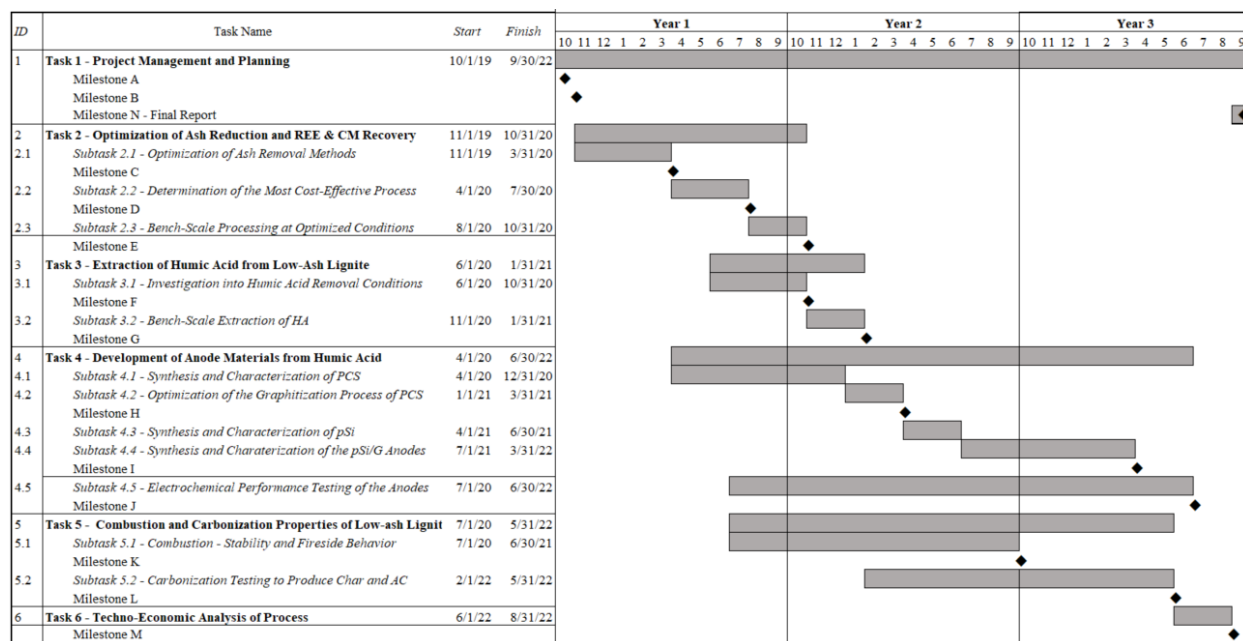 Year 1 Year 2 Year 3
ID Task Name Start Finish
10 11 12 1 2 3 4 5 6 7 8 9 10 11 12 1 2 3 4 5 6 7 8 9 10 11 12 1 2 3 4 5 6 7 8 9
1 Task 1 - Project Management and Planning 10/1/19 9/30/22
Milestone A
Milestone B
Milestone N - Final Report
2 Task 2 - Optimization of Ash Reduction and REE & CM Recovery 11/1/19 10/31/20
2.1 Subtask 2.1 - Optimization of Ash Removal Methods 11/1/19 3/31/20
Milestone C
2.2 Subtask 2.2 - Determination of the Most Cost-Effective Process 4/1/20 7/30/20
Milestone D
2.3 Subtask 2.3 - Bench-Scale Processing at Optimized Conditions 8/1/20 10/31/20
Milestone E
3 Task 3 - Extraction of Humic Acid from Low-Ash Lignite 6/1/20 1/31/21
3.1 Subtask 3.1 - Investigation into Humic Acid Removal Conditions 6/1/20 10/31/20
Milestone F
3.2 Subtask 3.2 - Bench-Scale Extraction of HA 11/1/20 1/31/21
Milestone G
4 Task 4 - Development of Anode Materials from Humic Acid 4/1/20 6/30/22
4.1 Subtask 4.1 - Synthesis and Characterization of PCS 4/1/20 12/31/20
4.2 Subtask 4.2 - Optimization of the Graphitization Process of PCS 1/1/21 3/31/21
Milestone H
4.3 Subtask 4.3 - Synthesis and Characterization of pSi 4/1/21 6/30/21
4.4 Subtask 4.4 - Synthesis and Charaterization of the pSi/G Anodes 7/1/21 3/31/22
Milestone I
4.5 Subtask 4.5 - Electrochemical Performance Testing of the Anodes 7/1/20 6/30/22
Milestone J
5 Task 5 - Combustion and Carbonization Properties of Low-ash Lignit 7/1/20 5/31/22
5.1 Subtask 5.1 - Combustion - Stability and Fireside Behavior 7/1/20 6/30/21
Milestone K
5.2 Subtask 5.2 - Carbonization Testing to Produce Char and AC 2/1/22 5/31/22
Milestone L
6 Task 6 - Techno-Economic Analysis of Process 6/1/22 8/31/22
Milestone M